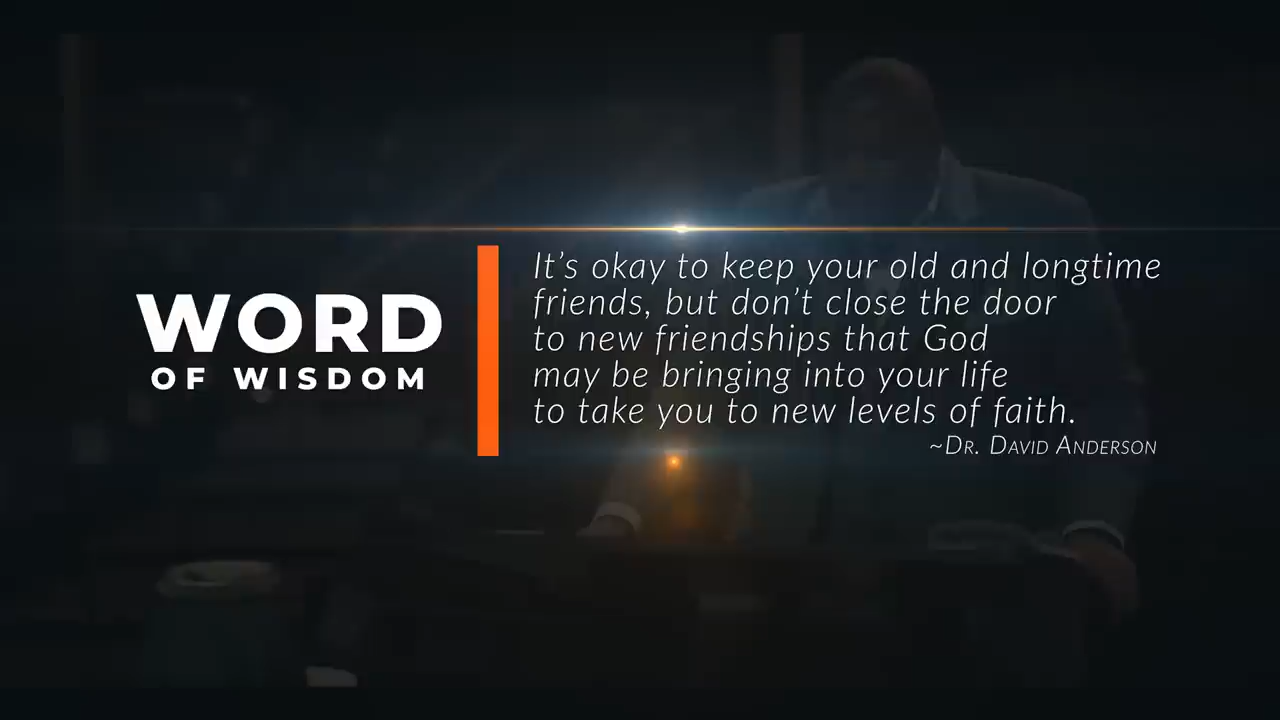 WORD
OF WISDOM
It’s okay to keep your old and longtime
friends, but don’t close the door
to new friendships that God
may be bringing into your life
to take you to new levels of faith.
~Dr. David Anderson